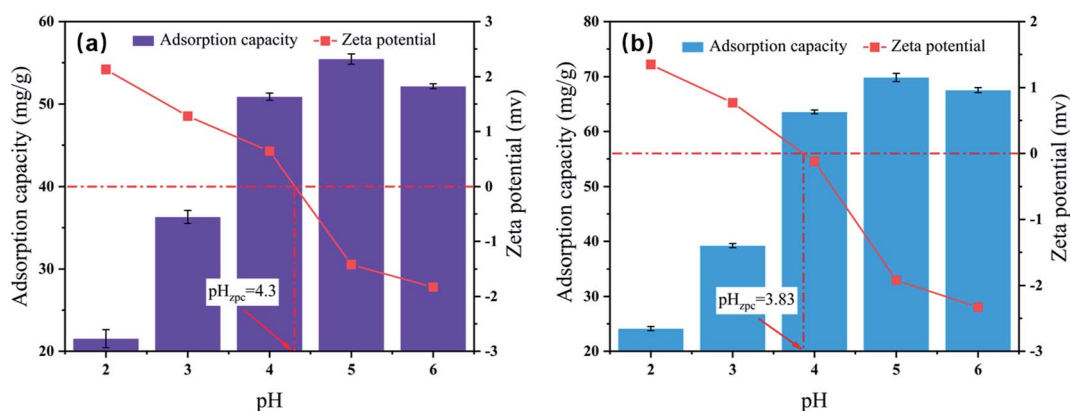 (a)
Adsorption capacity Zeta potential
60
50
40
30
20
3
2
1
0
-1
-2
-3
Adsorption capacity (mg/g)
Zeta potential (mv)
pHzpc=4.3
2 3 4 5 6
pH
(b)
Adsorption capacity Zeta potential
80
70
60
50
40
30
20
2
1
0
-1
-2
-3
Adsorption capacity (mg/g)
Zeta potential (mv)
pHzpc=3.83
2 3 4 5 6
pH